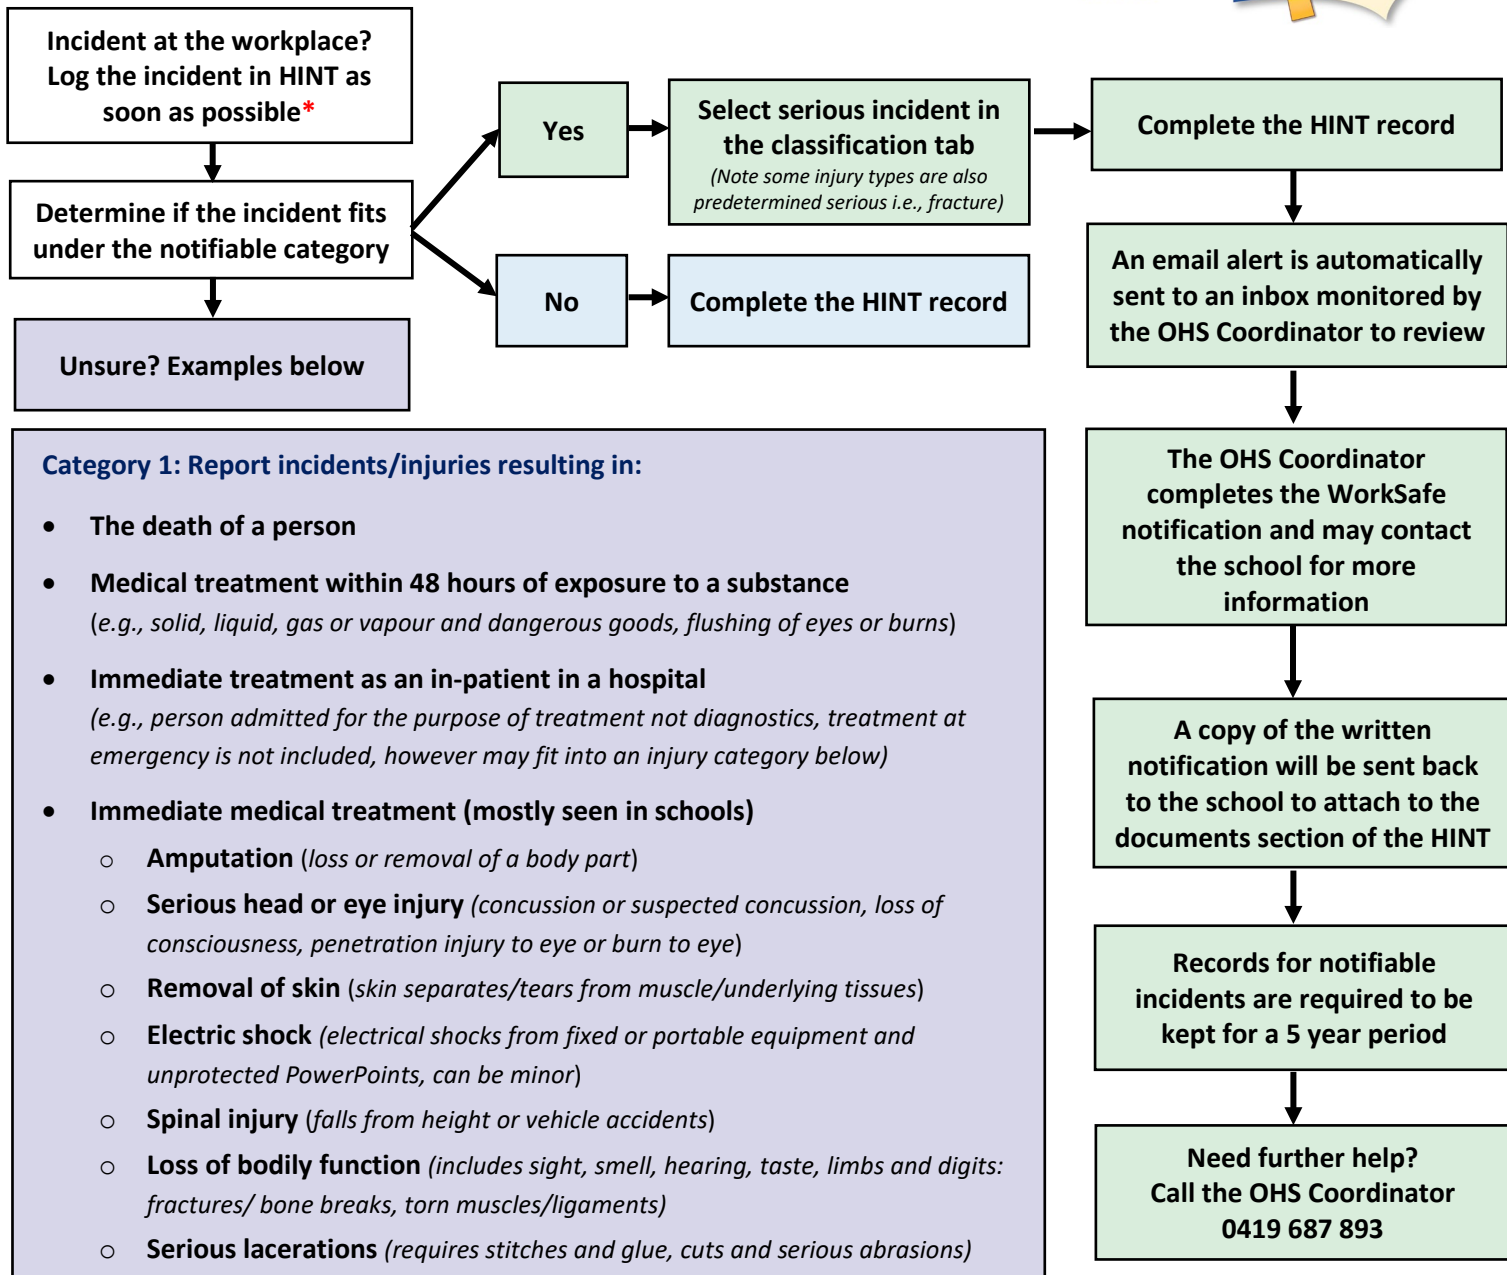 Incident at the workplace?
Log the incident in HINT as
soon as possible*
Determine if the incident fits
under the notifiable category
Unsure? Examples below
Yes
Select serious incident in
the classification tab
(Note some injury types are also
predetermined serious i.e., fracture)
No
Complete the HINT record
Complete the HINT record
An email alert is automatically
sent to an inbox monitored by
the OHS Coordinator to review
The OHS Coordinator
completes the WorkSafe
notification and may contact
the school for more
information
A copy of the written
notification will be sent back
to the school to attach to the
documents section of the HINT
Records for notifiable
incidents are required to be
kept for a 5 year period
Need further help?
Call the OHS Coordinator
0419 687 893
Category 1: Report incidents/injuries resulting in:
• The death of a person
• Medical treatment within 48 hours of exposure to a substance
(e.g., solid, liquid, gas or vapour and dangerous goods, flushing of eyes or burns)
• Immediate treatment as an in-patient in a hospital
(e.g., person admitted for the purpose of treatment not diagnostics, treatment at
emergency is not included, however may fit into an injury category below)
• Immediate medical treatment (mostly seen in schools)
o Amputation (loss or removal of a body part)
o Serious head or eye injury (concussion or suspected concussion, loss of
consciousness, penetration injury to eye or burn to eye)
o Removal of skin (skin separates/tears from muscle/underlying tissues)
o Electric shock (electrical shocks from fixed or portable equipment and
unprotected PowerPoints, can be minor)
o Spinal injury (falls from height or vehicle accidents)
o Loss of bodily function (includes sight, smell, hearing, taste, limbs and digits:
fractures/ bone breaks, torn muscles/ligaments)
o Serious lacerations (requires stitches and glue, cuts and serious abrasions)